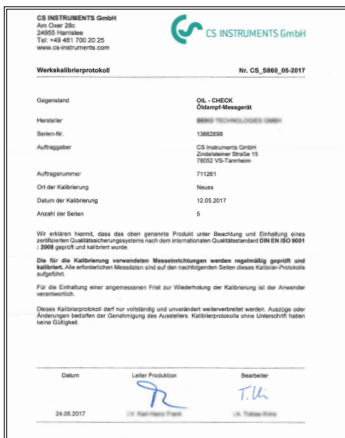 CS INSTRUMENTS GmbH
Am Oxer 28c
24955 Harrislee
Tel: +49 461 700 20 25
www.cs-instruments.com
CS INSTRUMENTS GmbH
Werkskalibrierprotokoll Nr. CS_S860_05-2017
Gegenstand OIL - CHECK
Öldampf-Messgerät
Hersteller
Serien-Nr. 13662698
Auftraggeber CS Instruments GmbH
Zindelsteiner Straße 15
78052 VS-Tannheim
Auftragsnummer 711261
Ort der Kalibrierung Neuss
Datum der Kalibrierung 12.05.2017
Anzahl der Seiten 5
Wir erklären hiermit, dass das oben genannte Produkt unter Beachtung und Einhaltung eines
zertifizierten Qualitätssicherungssystems nach dem internationalen Qualitätsstandard DIN EN ISO 9001
: 2008 geprüft und kalibriert wurde.
Die für die Kalibrierung verwendeten Messeinrichtungen werden regelmäßig geprüft und
kalibriert. Alle erforderlichen Messdaten sind auf den nachfolgenden Seiten dieses Kalibrier-Protokolls
aufgeführt.
Für die Einhaltung einer angemessenen Frist zur Wiederholung der Kalibrierung ist der Anwender
verantwortlich.
Dieses Kalibrierprotokoll darf nur vollständig und unverändert weiterverbreitet werden. Auszüge oder
Änderungen bedürfen der Genehmigung des Ausstellers. Kalibrierprotokolle ohne Unterschrift haben
keine Gültigkeit.
Datum Leiter Produktion Bearbeiter
24.05.2017